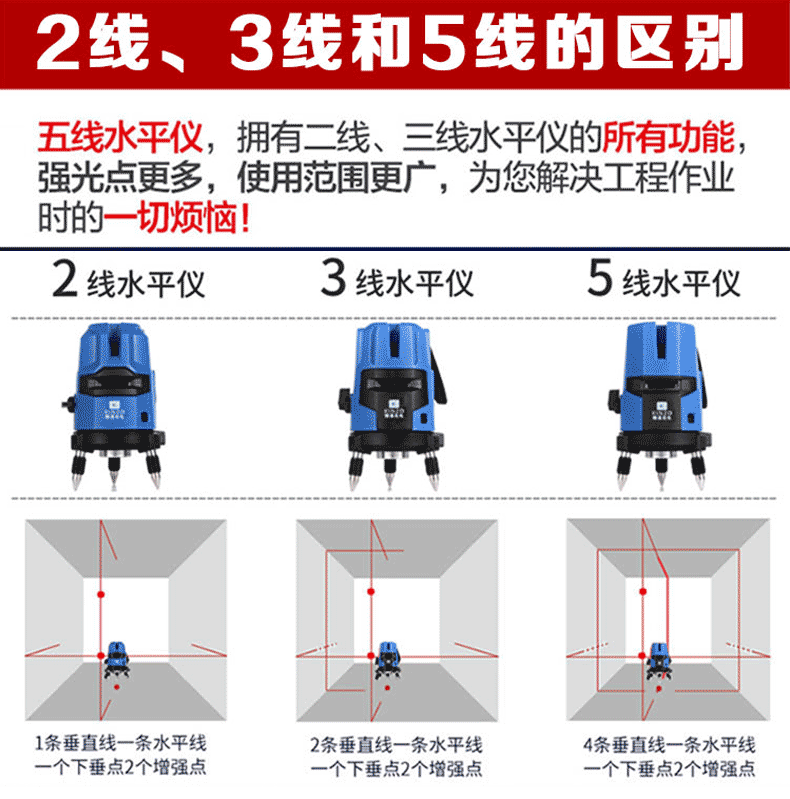 2线、3线和5线的区别
五线水平仪，拥有二线、三线水平仪的所有功能，
强光点更多，使用范围更广，为您解决工程作业
时的一切烦恼！
2线水平仪
3线水平仪
5线水平仪
XINZO
XINZO
1条垂直线一条水平线
一个下垂点2个增强点
2条垂直线一条水平线
一个下垂点2个增强点
4条垂直线一条水平线
一个下垂点2个增强点